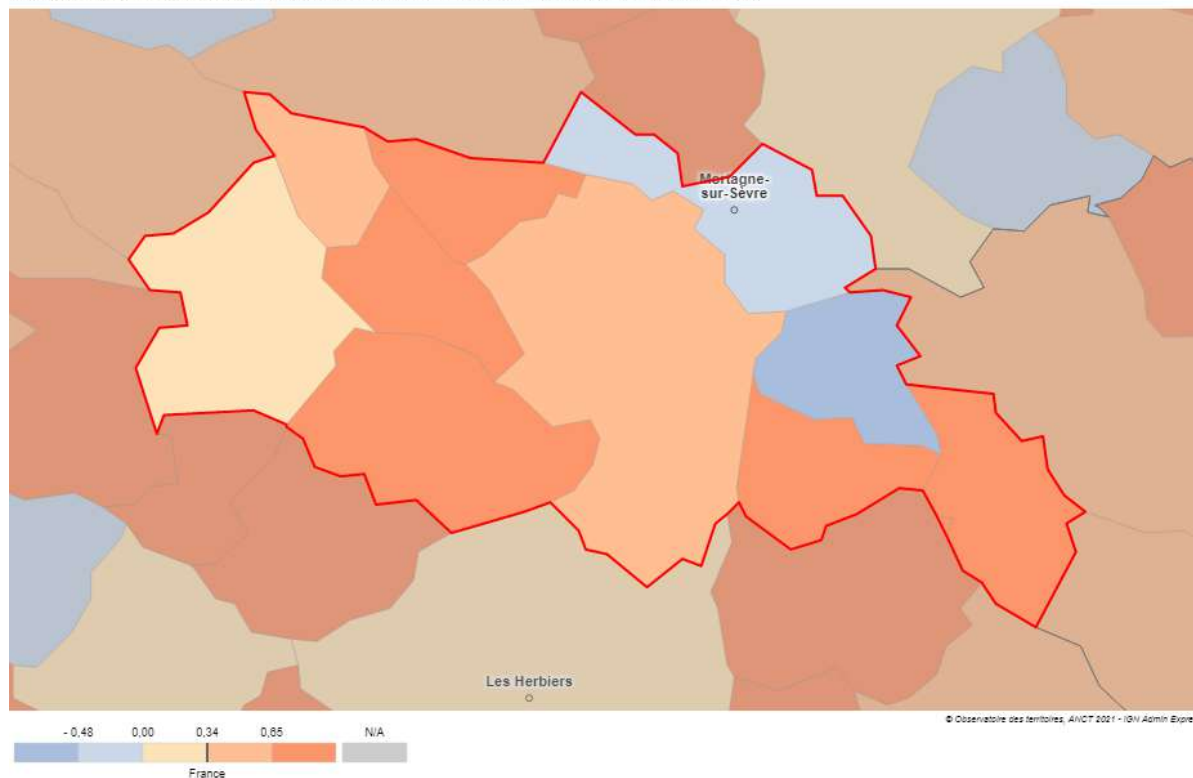 Mortagne-
sur-Sèvre
Les Herbiers
© Observatoire des territoires, ANCT 2021 - IGN Admin Expre
- 0,48 0,00 0,34 0,65 N/A
France